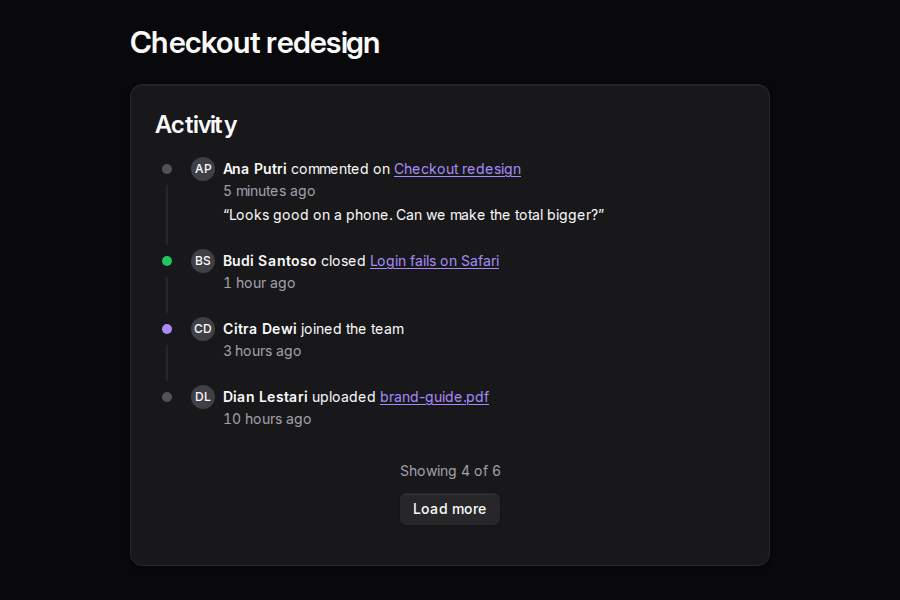 Checkout redesign
Activity
AP Ana Putri commented on Checkout redesign
5 minutes ago
“Looks good on a phone. Can we make the total bigger?”
BS Budi Santoso closed Login fails on Safari
1 hour ago
CD Citra Dewi joined the team
3 hours ago
DL Dian Lestari uploaded brand-guide.pdf
10 hours ago
Showing 4 of 6
Load more